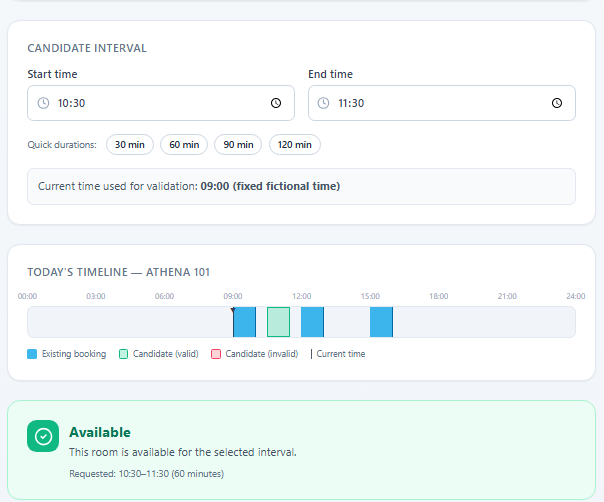 CANDIDATE INTERVAL
Start time End time
10:30 11:30
Quick durations: 30 min 60 min 90 min 120 min
Current time used for validation: 09:00 (fixed fictional time)
TODAY'S TIMELINE — ATHENA 101
00:00 03:00 06:00 09:00 12:00 15:00 18:00 21:00 24:00
Existing booking Candidate (valid) Candidate (invalid) Current time
Available
This room is available for the selected interval.
Requested: 10:30–11:30 (60 minutes)